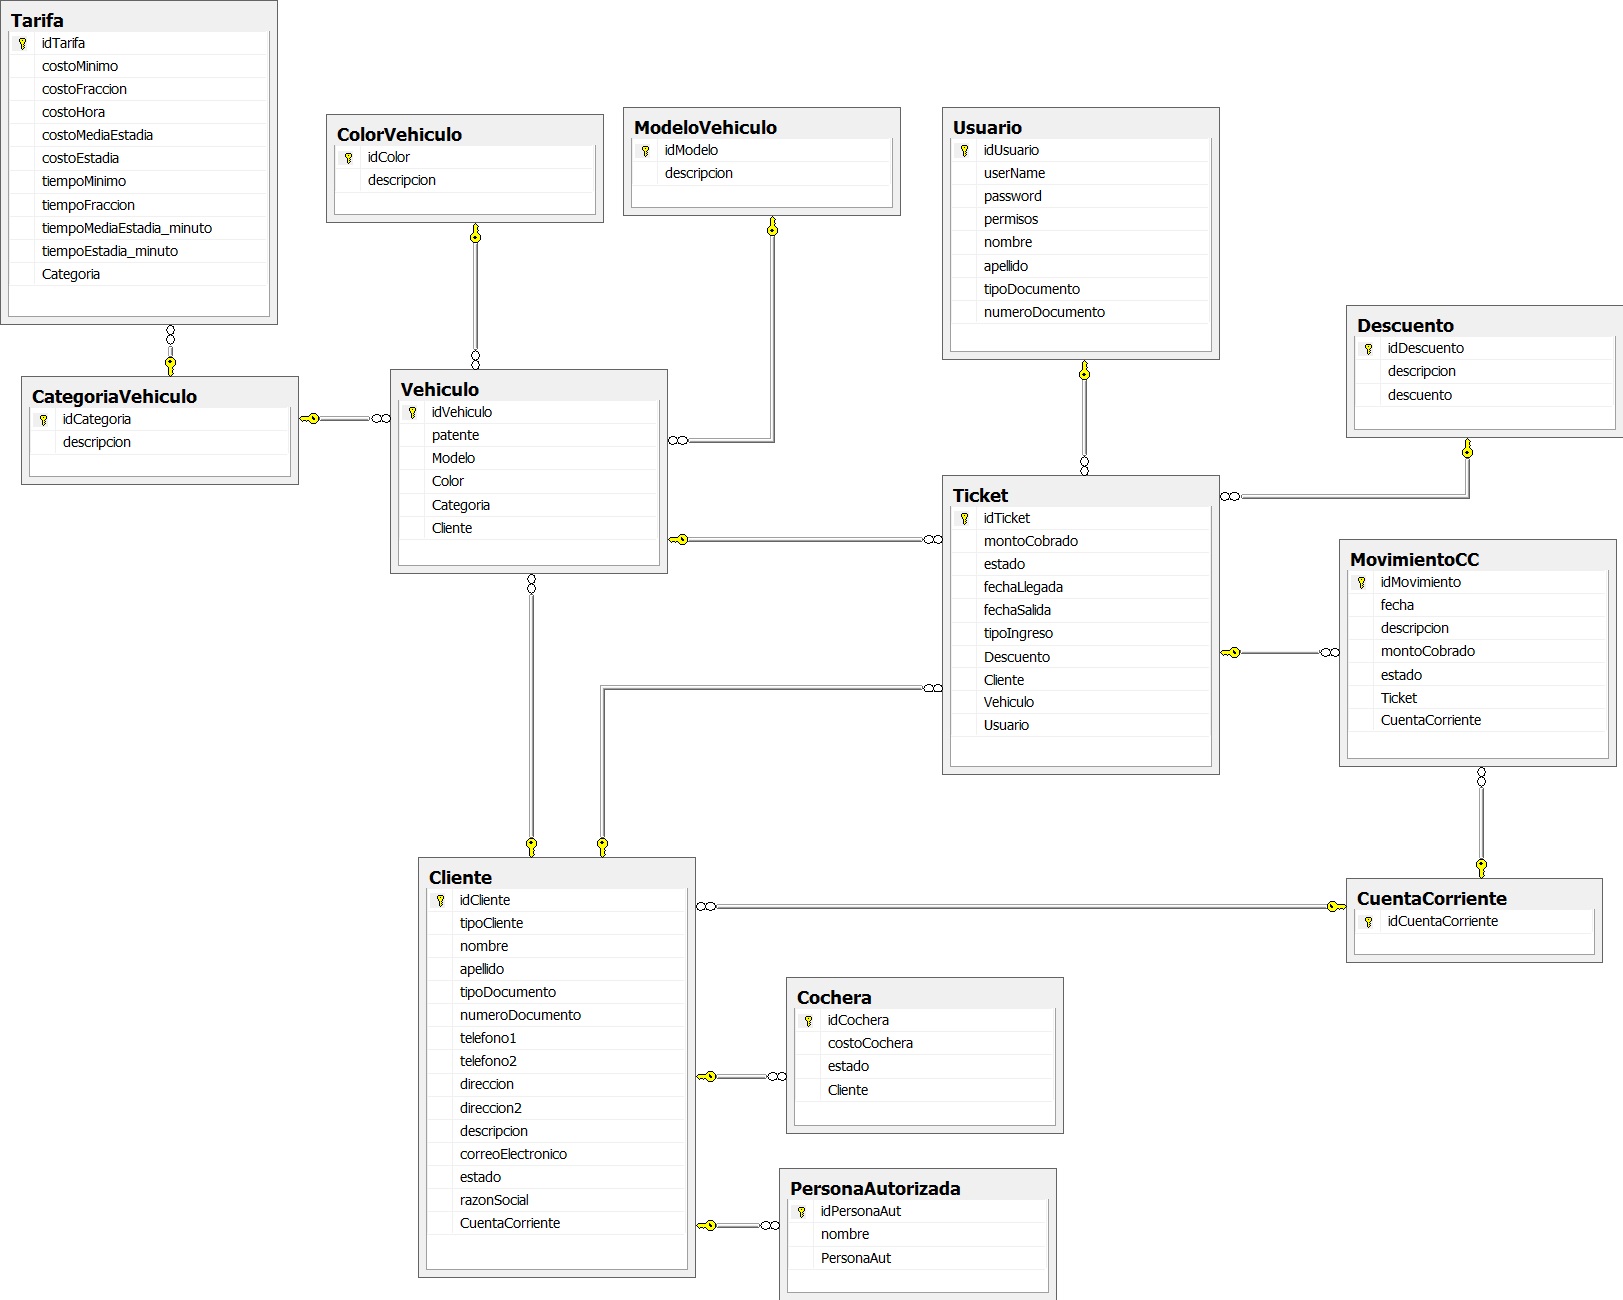 Tarifa
idTarifa
costoMinimo
costoFraccion
costoHora
costoMediaEstadia
costoEstadia
tiempoMinimo
tiempoFraccion
tiempoMediaEstadia_minuto
tiempoEstadia_minuto
Categoria
ColorVehiculo
idColor
descripcion
ModeloVehiculo
idModelo
descripcion
Usuario
idUsuario
userName
password
permisos
nombre
apellido
tipoDocumento
numeroDocumento
Descuento
idDescuento
descripcion
descuento
CategoriaVehiculo
idCategoria
descripcion
Vehiculo
idVehiculo
patente
Modelo
Color
Categoria
Cliente
Ticket
idTicket
montoCobrado
estado
fechaLlegada
fechaSalida
tipoIngreso
Descuento
Cliente
Vehiculo
Usuario
MovimientoCC
idMovimiento
fecha
descripcion
montoCobrado
estado
Ticket
CuentaCorriente
Cliente
idCliente
tipoCliente
nombre
apellido
tipoDocumento
numeroDocumento
telefono1
telefono2
direccion
direccion2
descripcion
correoElectronico
estado
razonSocial
CuentaCorriente
CuentaCorriente
idCuentaCorriente
Cochera
idCochera
costoCochera
estado
Cliente
PersonaAutorizada
idPersonaAut
nombre
PersonaAut